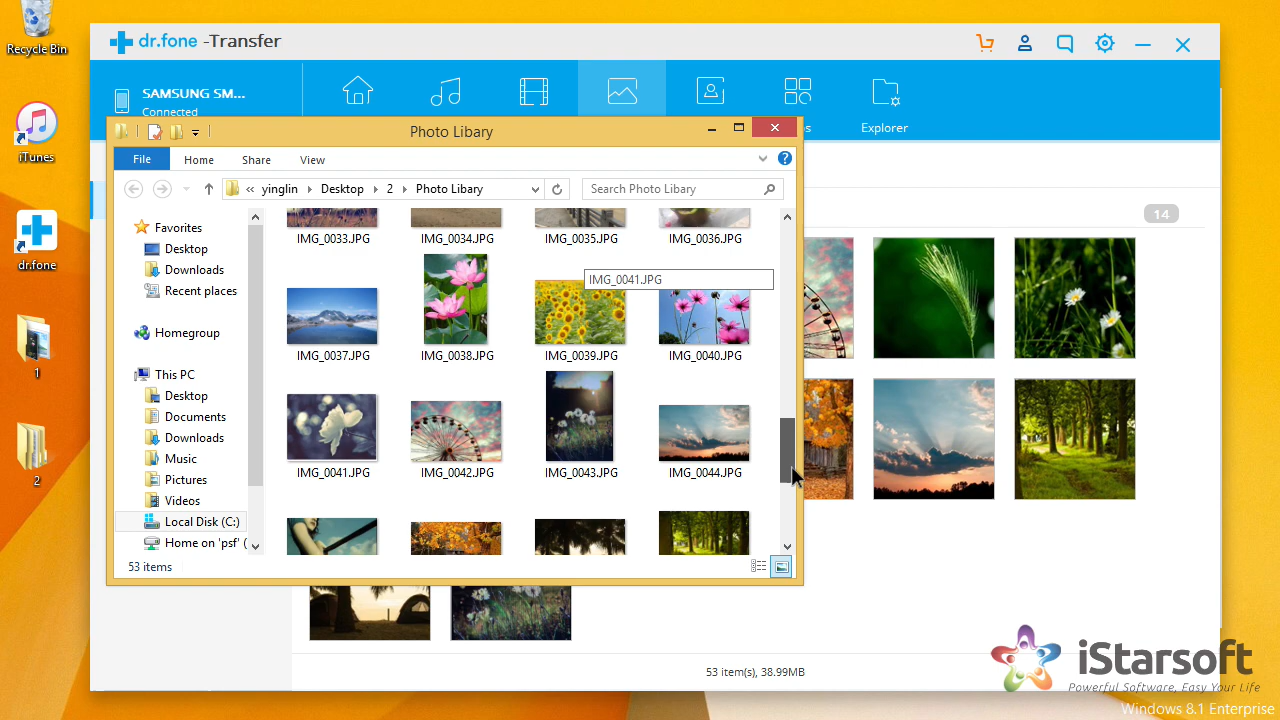 Recycle Bin
iTunes
dr.fone
1
2
dr.fone -Transfer
SAMSUNG SM...
Connected
Explorer
Photo Libary
File
Home
Share
View
« yinglin Desktop 2 Photo Libary
Search Photo Libary
Favorites
Desktop
Downloads
Recent places
Homegroup
This PC
Desktop
Documents
Downloads
Music
Pictures
Videos
Local Disk (C:)
Home on 'psf' (
IMG_0033.JPG
IMG_0034.JPG
IMG_0035.JPG
IMG_0036.JPG
IMG_0041.JPG
IMG_0037.JPG
IMG_0038.JPG
IMG_0039.JPG
IMG_0040.JPG
IMG_0041.JPG
IMG_0042.JPG
IMG_0043.JPG
IMG_0044.JPG
53 items
14
53 item(s), 38.99MB
iStarsoft
Powerful Software, Easy Your Life
Windows 8.1 Enterprise